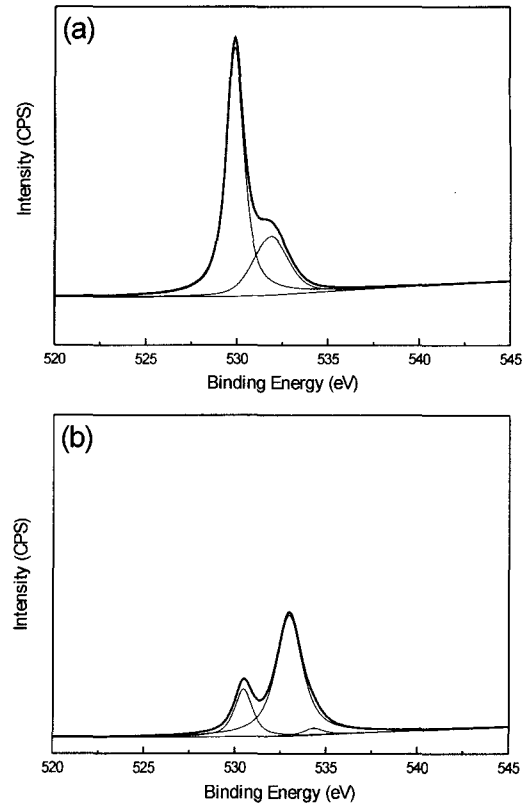 (a)
Intensity (CPS)
520 525 530 535 540 545
Binding Energy (eV)
(b)
Intensity (CPS)
520 525 530 535 540 545
Binding Energy (eV)